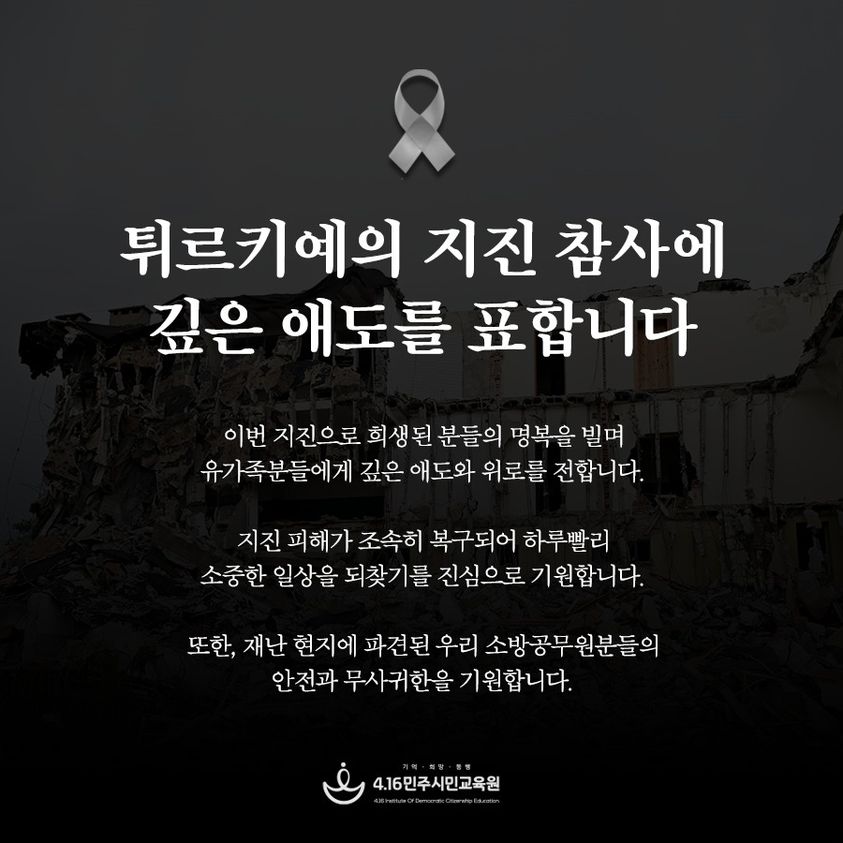 튀르키예의 지진 참사에
깊은 애도를 표합니다
이번 지진으로 희생된 분들의 명복을 빌며
유가족분들에게 깊은 애도와 위로를 전합니다.
지진 피해가 조속히 복구되어 하루빨리
소중한 일상을 되찾기를 진심으로 기원합니다.
또한, 재난 현지에 파견된 우리 소방공무원분들의
안전과 무사귀한을 기원합니다.
기억·희망·동행
4.16민주시민교육원
4.16 Institute Of Democratic Citizenship Education